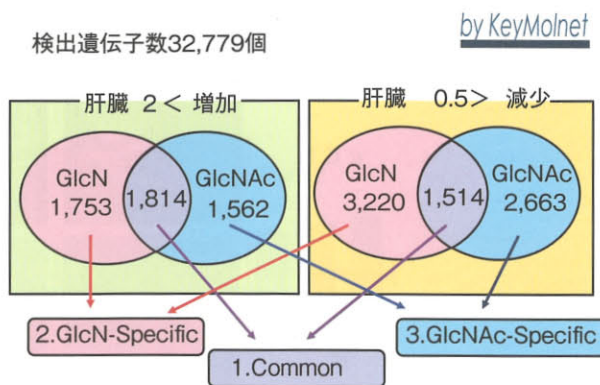 by KeyMolnet
検出遺伝子数32,779個
肝臓 2 < 増加
GlcN
1,753
1,814
GlcNAc
1,562
肝臓 0.5> 減少
GlcN
3,220
1,514
GlcNAc
2,663
2.GlcN-Specific
1.Common
3.GlcNAc-Specific